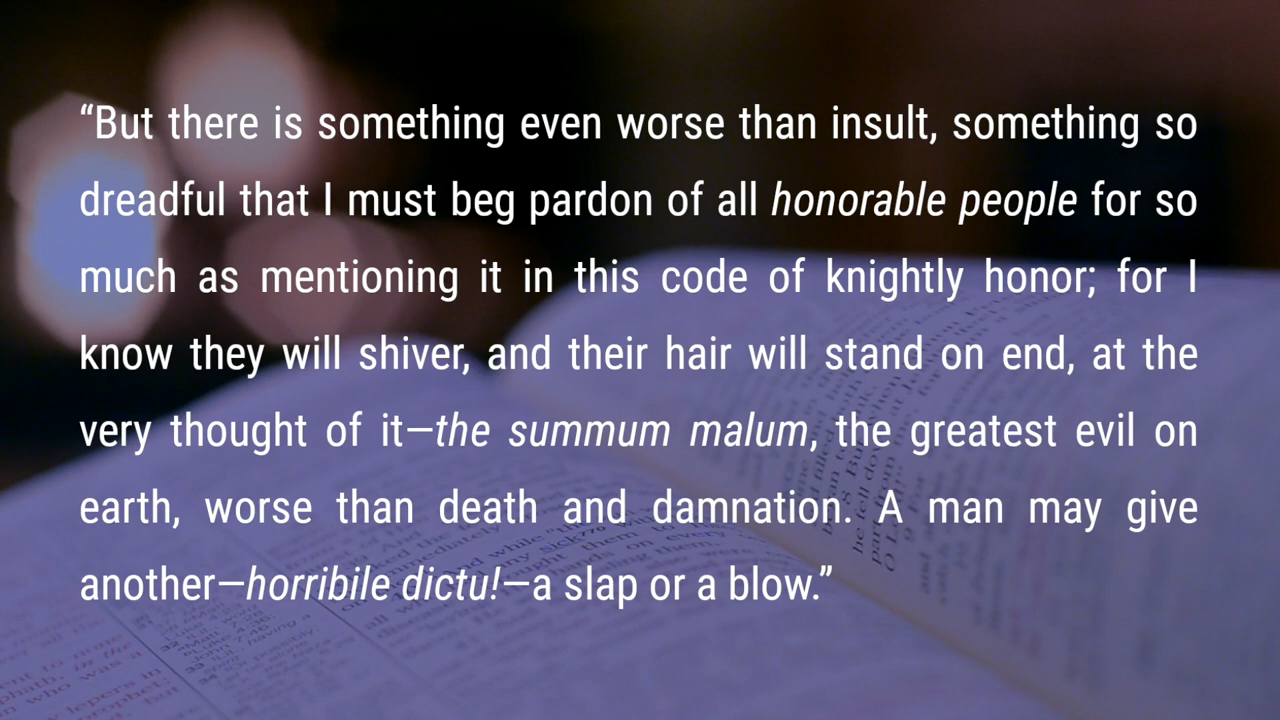 “But there is something even worse than insult, something so
dreadful that I must beg pardon of all honorable people for so
much as mentioning it in this code of knightly honor; for I
know they will shiver, and their hair will stand on end, at the
very thought of it—the summum malum, the greatest evil on
earth, worse than death and damnation. A man may give
another—horribile dictu!—a slap or a blow.”